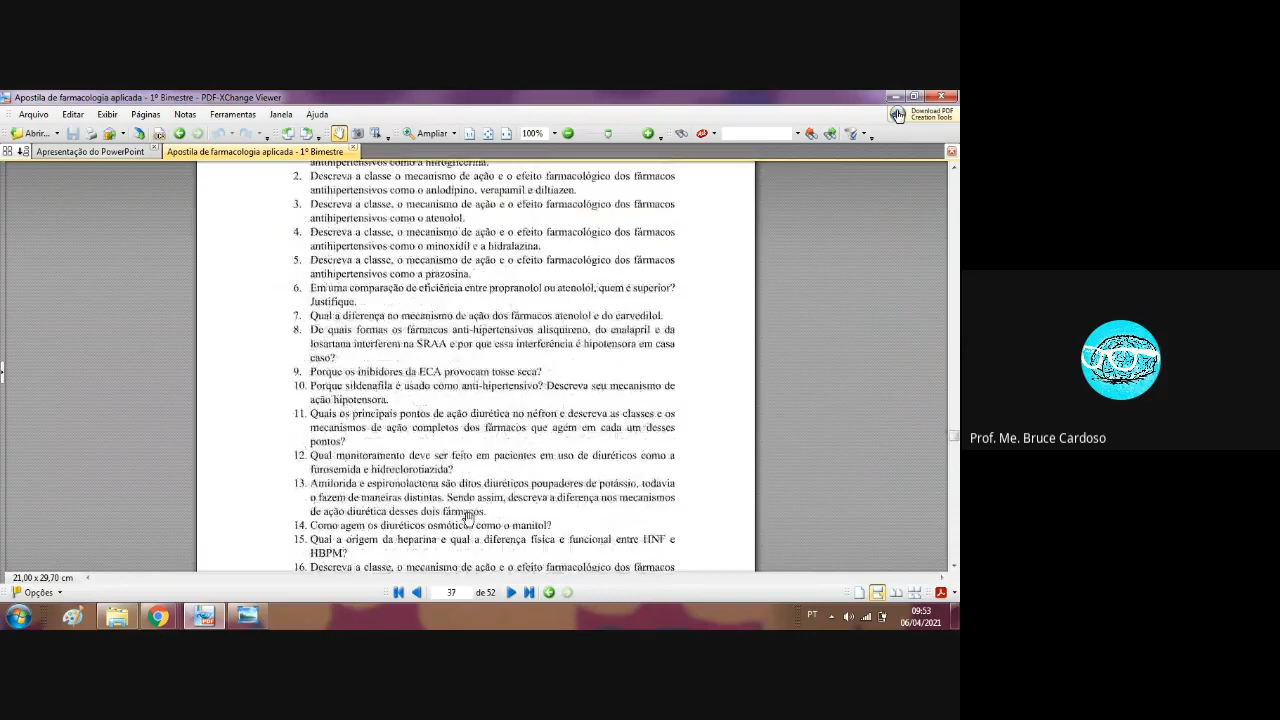 Apostila de farmacologia aplicada - 1º Bimestre - PDF-XChange Viewer
Arquivo Editar Exibir Páginas Notas Ferramentas Janela Ajuda
Download PDF
Creation Tools
Abrir... Ampliar 100%
Apresentação do PowerPoint Apostila de farmacologia aplicada - 1º Bimestre
antihipertensivos como a nitroglicerina.
2. Descreva a classe o mecanismo de ação e o efeito farmacológico dos fármacos
antihipertensivos como o anlodipino, verapamil e diltiazen.
3. Descreva a classe, o mecanismo de ação e o efeito farmacológico dos fármacos
antihipertensivos como o atenolol.
4. Descreva a classe, o mecanismo de ação e o efeito farmacológico dos fármacos
antihipertensivos como o minoxidil e a hidralazina.
5. Descreva a classe, o mecanismo de ação e o efeito farmacológico dos fármacos
antihipertensivos como a prazosina.
6. Em uma comparação de eficiência entre propranolol ou atenolol, quem é superior?
Justifique.
7. Qual a diferença no mecanismo de ação dos fármacos atenolol e do carvedilol.
8. De quais formas os fármacos anti-hipertensivos alisquireno, do enalapril e da
losartana interferem na SRAA e por que essa interferência é hipotensora em casa
caso?
9. Porque os inibidores da ECA provocam tosse seca?
10. Porque sildenafila é usado como anti-hipertensivo? Descreva seu mecanismo de
ação hipotensora.
11. Quais os principais pontos de ação diurética no néfron e descreva as classes e os
mecanismos de ação completos dos fármacos que agem em cada um desses
pontos?
12. Qual monitoramento deve ser feito em pacientes em uso de diuréticos como a
furosemida e hidroclorotiazida?
13. Amilorida e espironolactona são ditos diuréticos poupadores de potássio, todavia
o fazem de maneiras distintas. Sendo assim, descreva a diferença nos mecanismos
de ação diurética desses dois fármacos.
14. Como agem os diuréticos osmóticos como o manitol?
15. Qual a origem da heparina e qual a diferença física e funcional entre HNF e
HBPM?
16. Descreva a classe, o mecanismo de ação e o efeito farmacológico dos fármacos
21,00 x 29,70 cm
Opções 37 de 52
PT 09:53
06/04/2021
Prof. Me. Bruce Cardoso